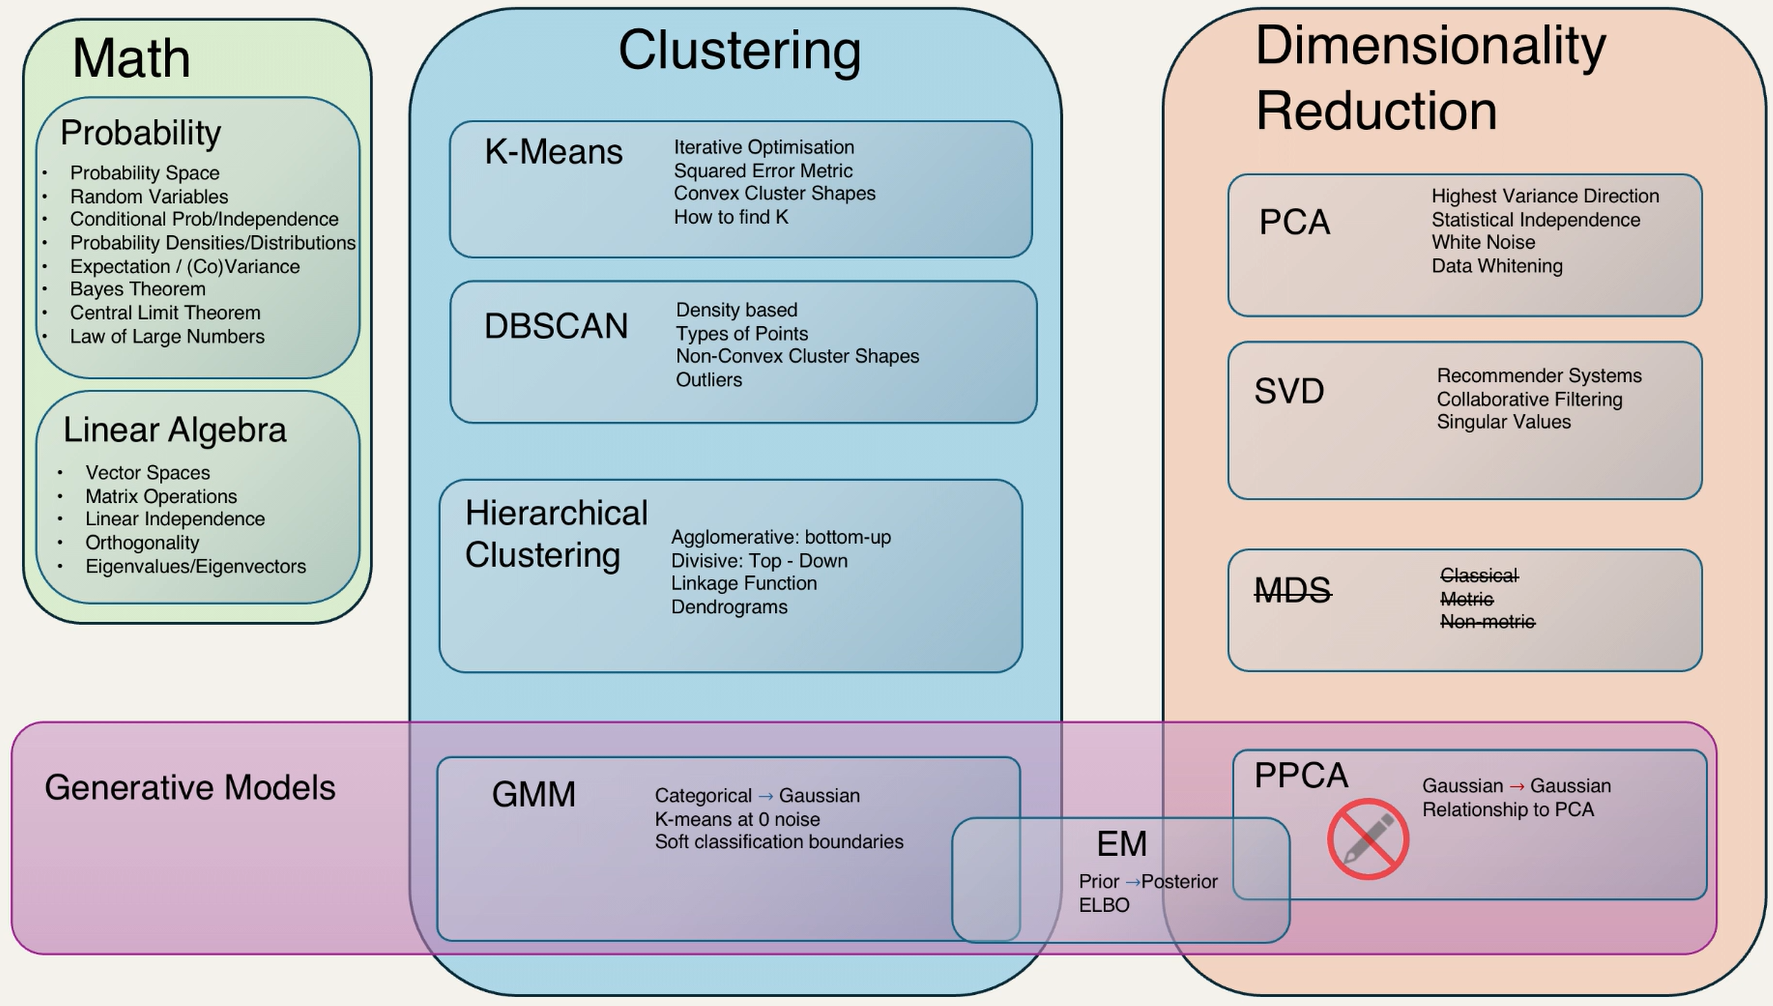 Math
Probability
• Probability Space
• Random Variables
• Conditional Prob/Independence
• Probability Densities/Distributions
• Expectation / (Co)Variance
• Bayes Theorem
• Central Limit Theorem
• Law of Large Numbers
Linear Algebra
• Vector Spaces
• Matrix Operations
• Linear Independence
• Orthogonality
• Eigenvalues/Eigenvectors
Clustering
K-Means
Iterative Optimisation
Squared Error Metric
Convex Cluster Shapes
How to find K
DBSCAN
Density based
Types of Points
Non-Convex Cluster Shapes
Outliers
Hierarchical
Clustering
Agglomerative: bottom-up
Divisive: Top - Down
Linkage Function
Dendrograms
Dimensionality
Reduction
PCA
Highest Variance Direction
Statistical Independence
White Noise
Data Whitening
SVD
Recommender Systems
Collaborative Filtering
Singular Values
MDS
Classical
Metric
Non-metric
Generative Models
GMM
Categorical → Gaussian
K-means at 0 noise
Soft classification boundaries
EM
Prior →Posterior
ELBO
PPCA
Gaussian → Gaussian
Relationship to PCA